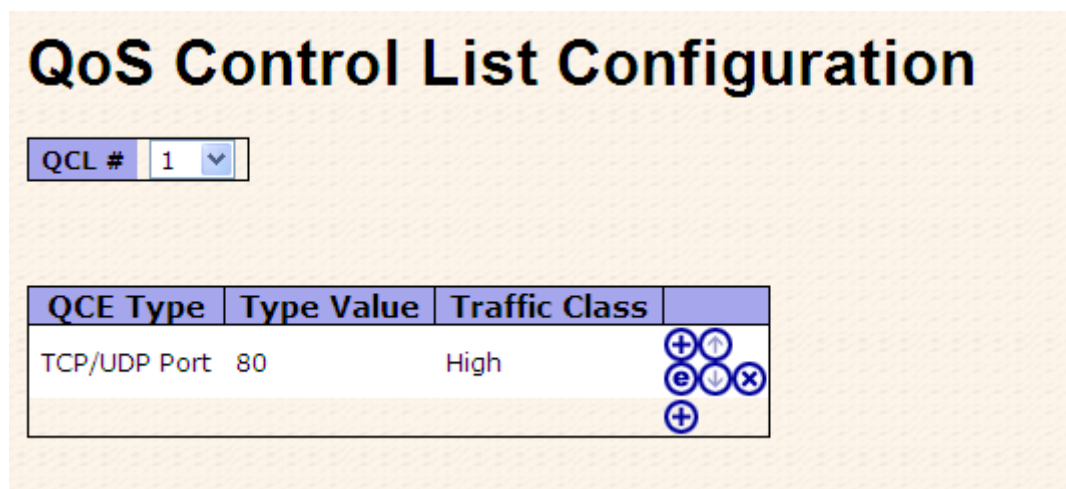 QoS Control List Configuration
QCL # 1
QCE Type Type Value Traffic Class
TCP/UDP Port 80 High
e